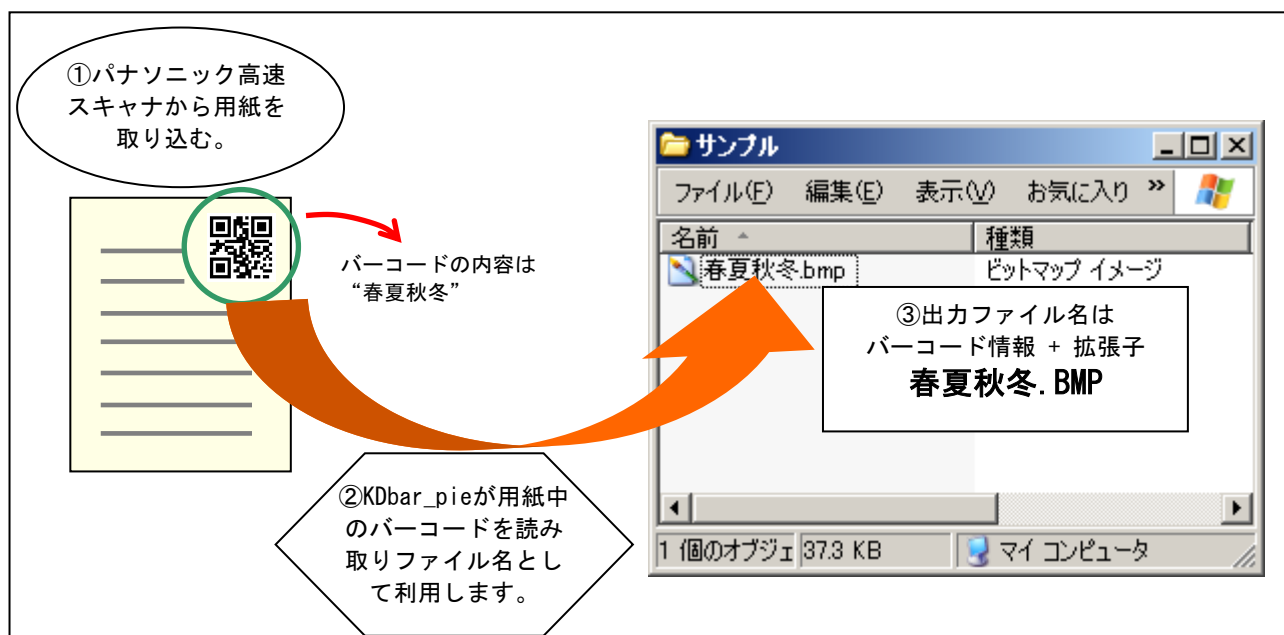 ①パナソニック高速
スキャナから用紙を
取り込む。
バーコードの内容は
“春夏秋冬”
②KDbar_pieが用紙中
のバーコードを読み
取りファイル名とし
て利用します。
サンプル
ファイル(F) 編集(E) 表示(V) お気に入り »
名前 種類
春夏秋冬.bmp ビットマップ イメージ
③出力ファイル名は
バーコード情報 + 拡張子
春夏秋冬.BMP
1 個のオブジェ 37.3 KB マイ コンピュータ